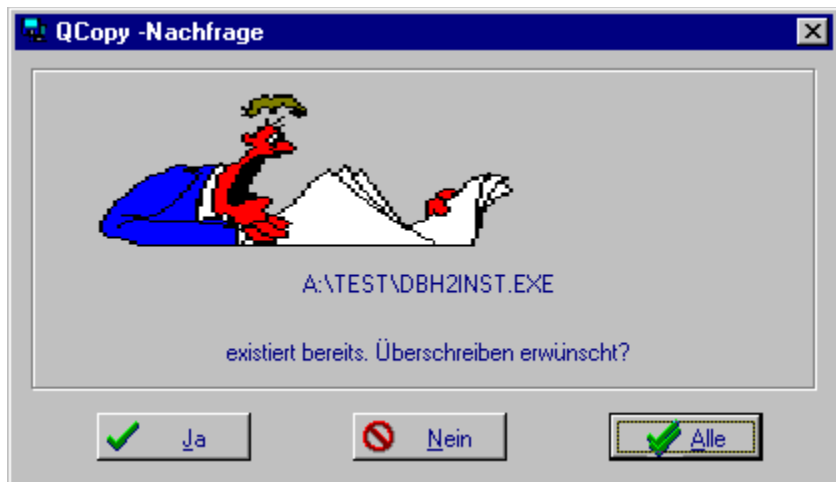 QCopy -Nachfrage
A:\TEST\DBH2INST.EXE
existiert bereits. Überschreiben erwünscht?
Ja
Nein
Alle